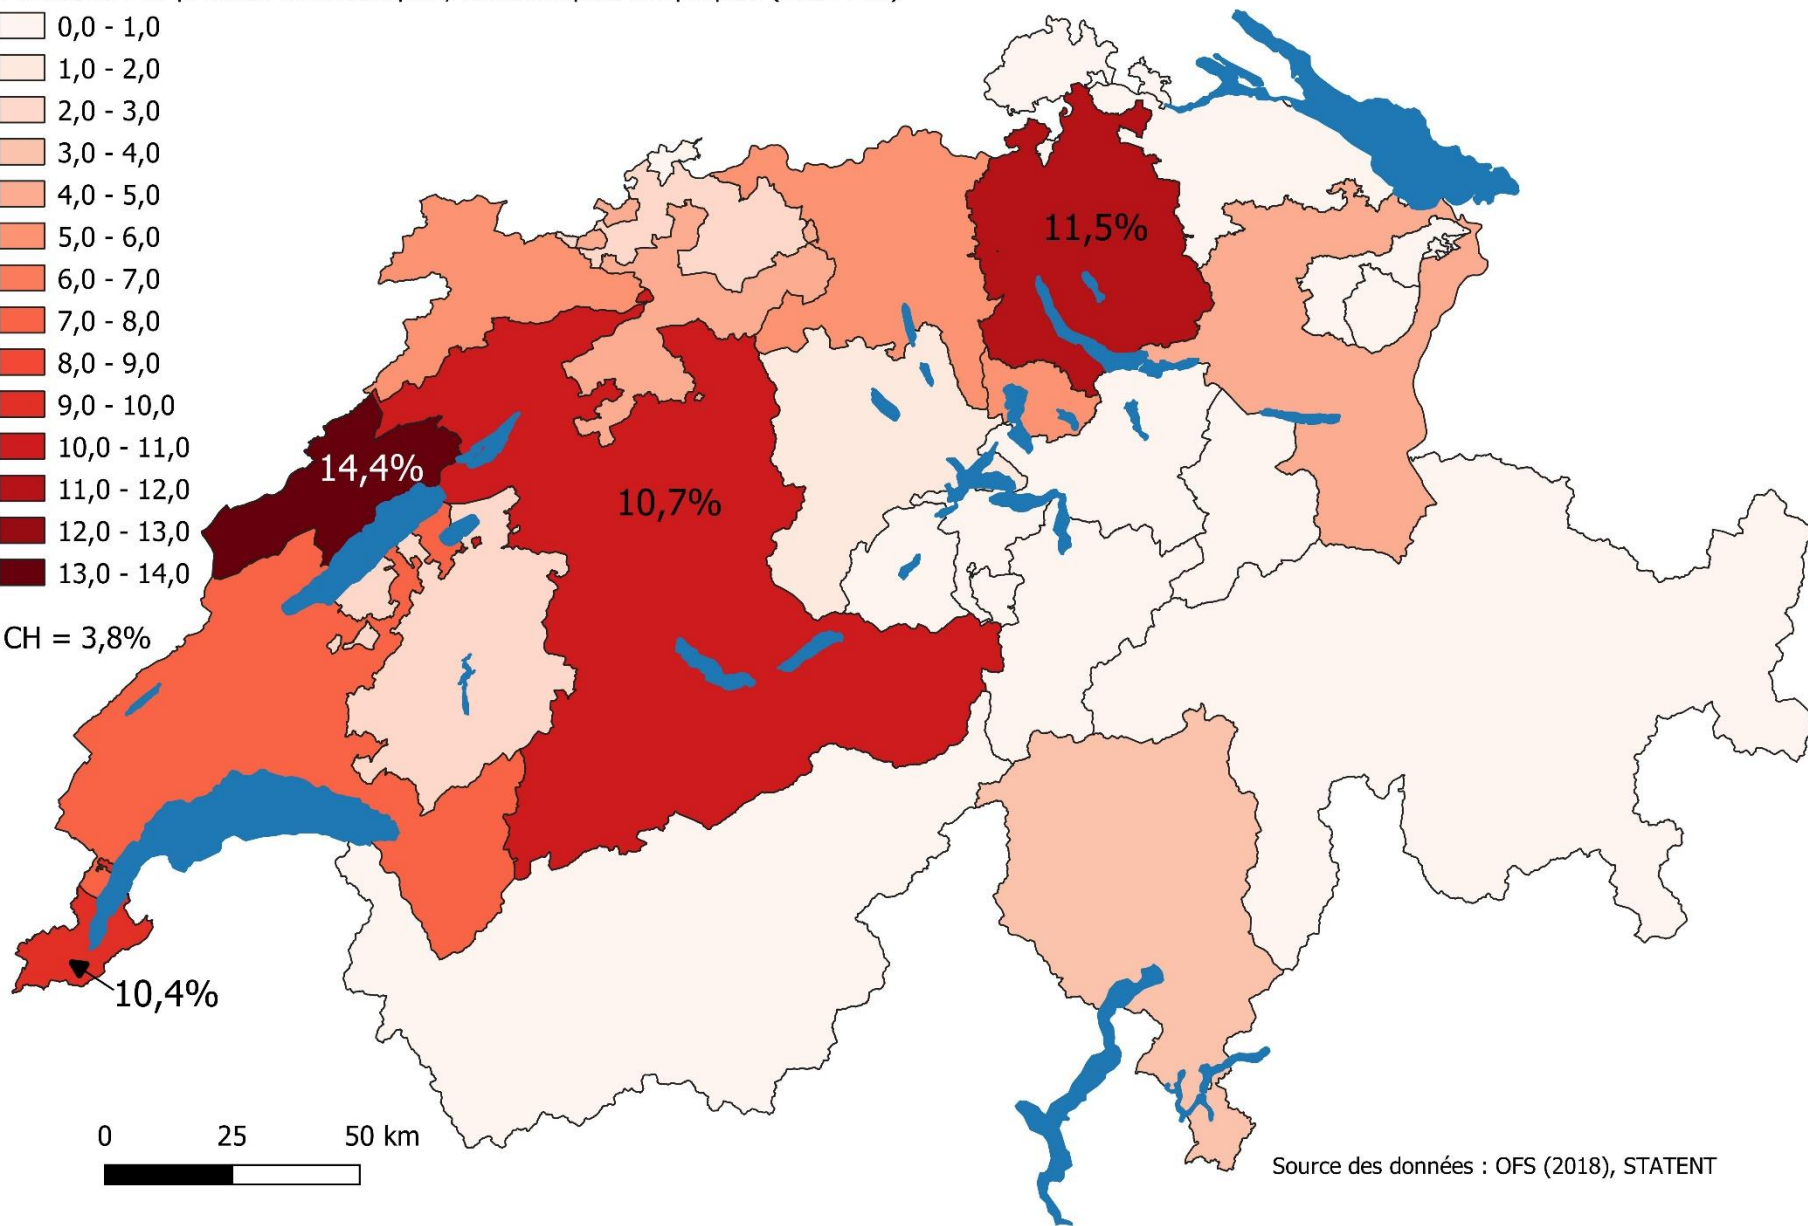 0,0 - 1,0
1,0 - 2,0
2,0 - 3,0
3,0 - 4,0
4,0 - 5,0
5,0 - 6,0
6,0 - 7,0
7,0 - 8,0
8,0 - 9,0
9,0 - 10,0
10,0 - 11,0
11,0 - 12,0
12,0 - 13,0
13,0 - 14,0
CH = 3,8%
11,5%
14,4%
10,7%
10,4%
0 25 50 km
Source des données : OFS (2018), STATENT